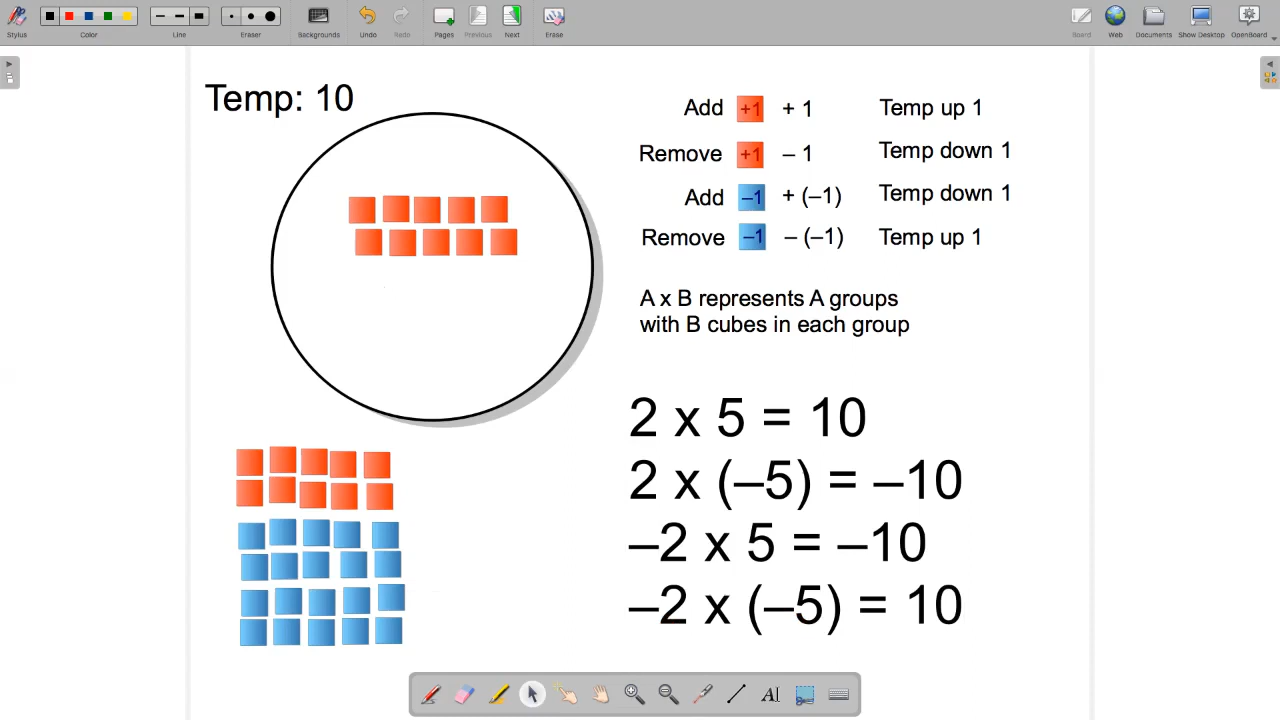 Stylus Color Line Eraser Backgrounds Undo Redo Pages Previous Next Erase Board Web Documents Show Desktop OpenBoard
Temp: 10
Add +1 + 1 Temp up 1
Remove +1 – 1 Temp down 1
Add –1 + (–1) Temp down 1
Remove –1 – (–1) Temp up 1
A x B represents A groups
with B cubes in each group
2 x 5 = 10
2 x (–5) = –10
–2 x 5 = –10
–2 x (–5) = 10
AI